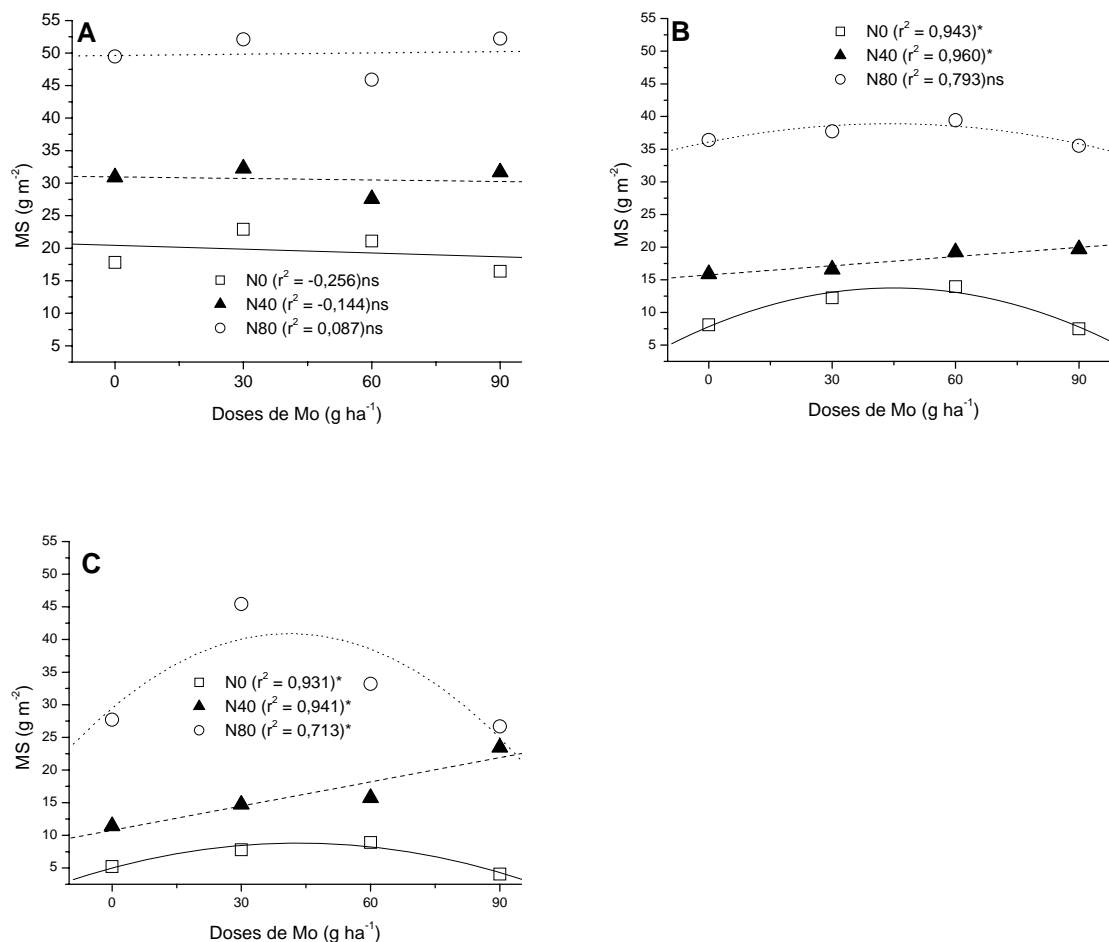 A
55
50
45
40
35
30
25
20
15
10
5
MS (g m-2)
N0 (r2 = -0,256)ns
N40 (r2 = -0,144)ns
N80 (r2 = 0,087)ns
0 30 60 90
Doses de Mo (g ha-1)
B
55
50
45
40
35
30
25
20
15
10
5
MS (g m-2)
N0 (r2 = 0,943)*
N40 (r2 = 0,960)*
N80 (r2 = 0,793)ns
0 30 60 90
Doses de Mo (g ha-1)
C
55
50
45
40
35
30
25
20
15
10
5
MS (g m-2)
N0 (r2 = 0,931)*
N40 (r2 = 0,941)*
N80 (r2 = 0,713)*
0 30 60 90
Doses de Mo (g ha-1)